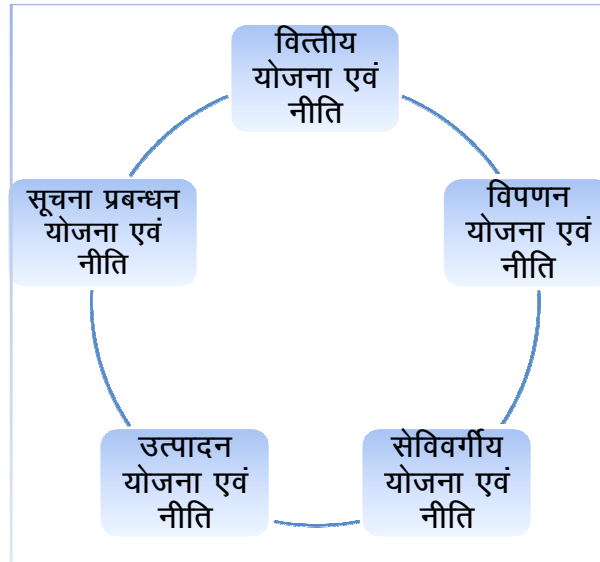 वित्तीय
योजना एवं
नीति
विपणन
योजना एवं
नीति
सेविवर्गीय
योजना एवं
नीति
उत्पादन
योजना एवं
नीति
सूचना प्रबन्धन
योजना एवं
नीति